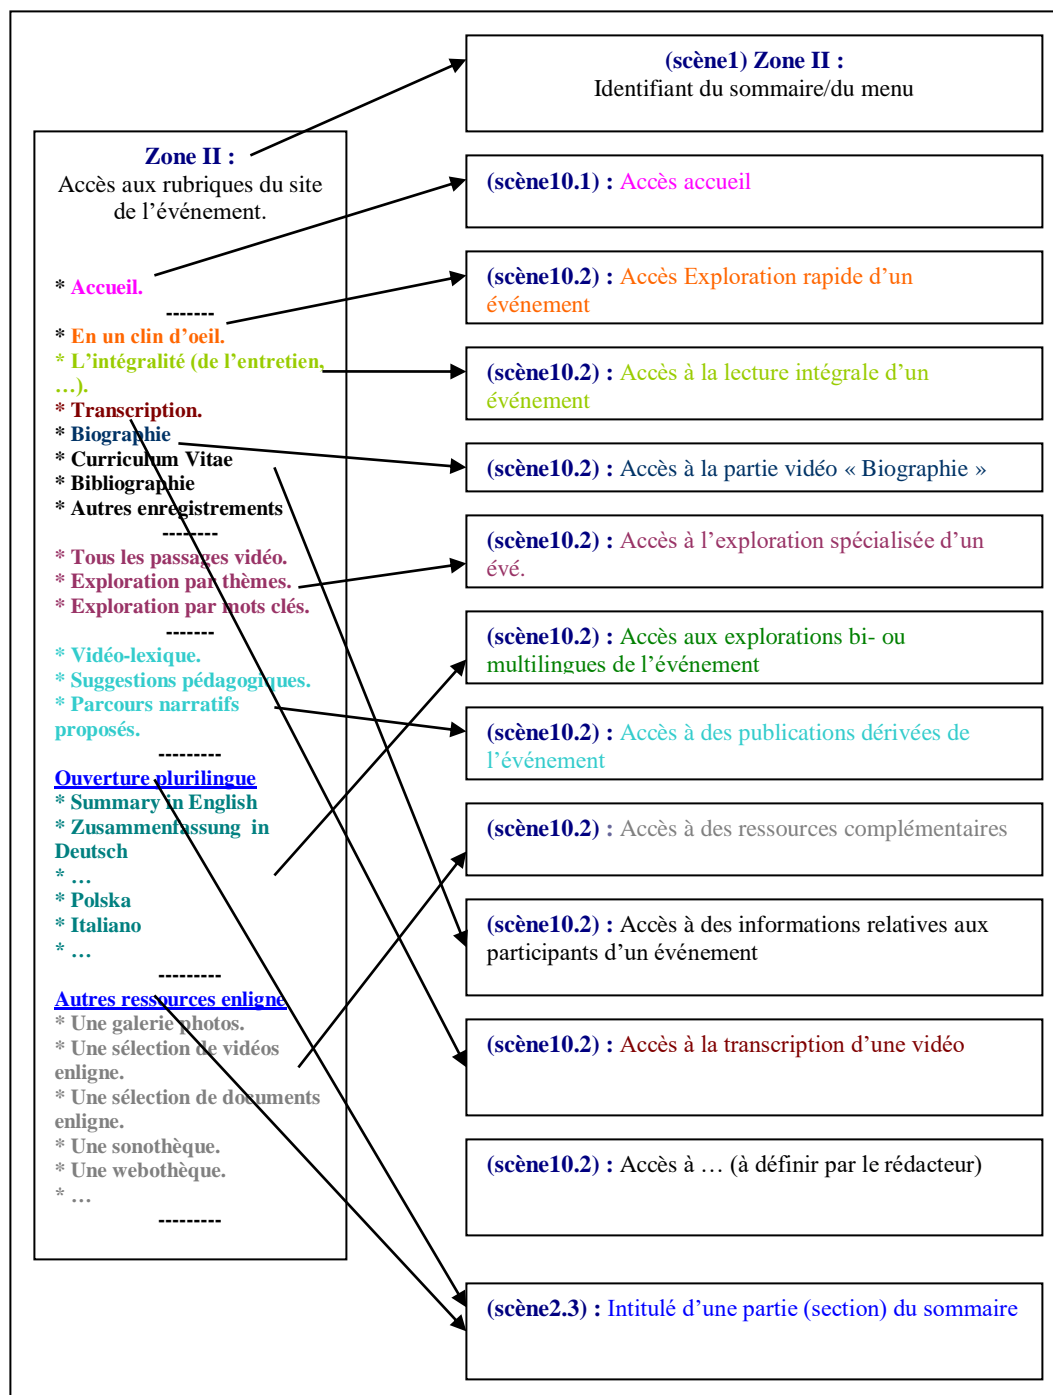 Zone II :
Accès aux rubriques du site
de l’événement.
* Accueil.
-------
* En un clin d’oeil.
* L’intégralité (de l’entretien,
…).
* Transcription.
* Biographie
* Curriculum Vitae
* Bibliographie
* Autres enregistrements
--------
* Tous les passages vidéo.
* Exploration par thèmes.
* Exploration par mots clés.
-------
* Vidéo-lexique.
* Suggestions pédagogiques.
* Parcours narratifs
proposés.
---------
Ouverture plurilingue
* Summary in English
* Zusammenfassung in
Deutsch
* …
* Polska
* Italiano
* …
---------
Autres ressources enligne
* Une galerie photos.
* Une sélection de vidéos
enligne.
* Une sélection de documents
enligne.
* Une sonothèque.
* Une webothèque.
* …
---------
(scène1) Zone II :
Identifiant du sommaire/du menu
(scène10.1) : Accès accueil
(scène10.2) : Accès Exploration rapide d’un
événement
(scène10.2) : Accès à la lecture intégrale d’un
événement
(scène10.2) : Accès à la partie vidéo « Biographie »
(scène10.2) : Accès à l’exploration spécialisée d’un
évé.
(scène10.2) : Accès aux explorations bi- ou
multilingues de l’événement
(scène10.2) : Accès à des publications dérivées de
l’événement
(scène10.2) : Accès à des ressources complémentaires
(scène10.2) : Accès à des informations relatives aux
participants d’un événement
(scène10.2) : Accès à la transcription d’une vidéo
(scène10.2) : Accès à … (à définir par le rédacteur)
(scène2.3) : Intitulé d’une partie (section) du sommaire